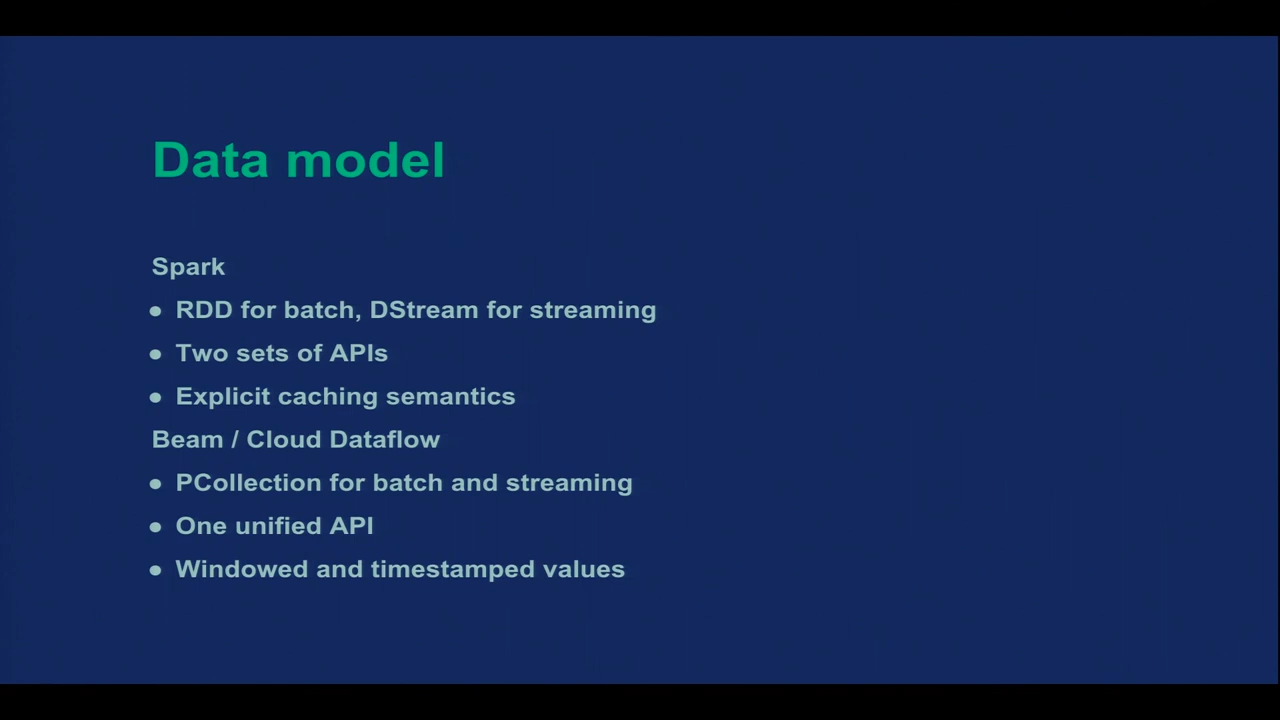 Data model
Spark
● RDD for batch, DStream for streaming
● Two sets of APIs
● Explicit caching semantics
Beam / Cloud Dataflow
● PCollection for batch and streaming
● One unified API
● Windowed and timestamped values